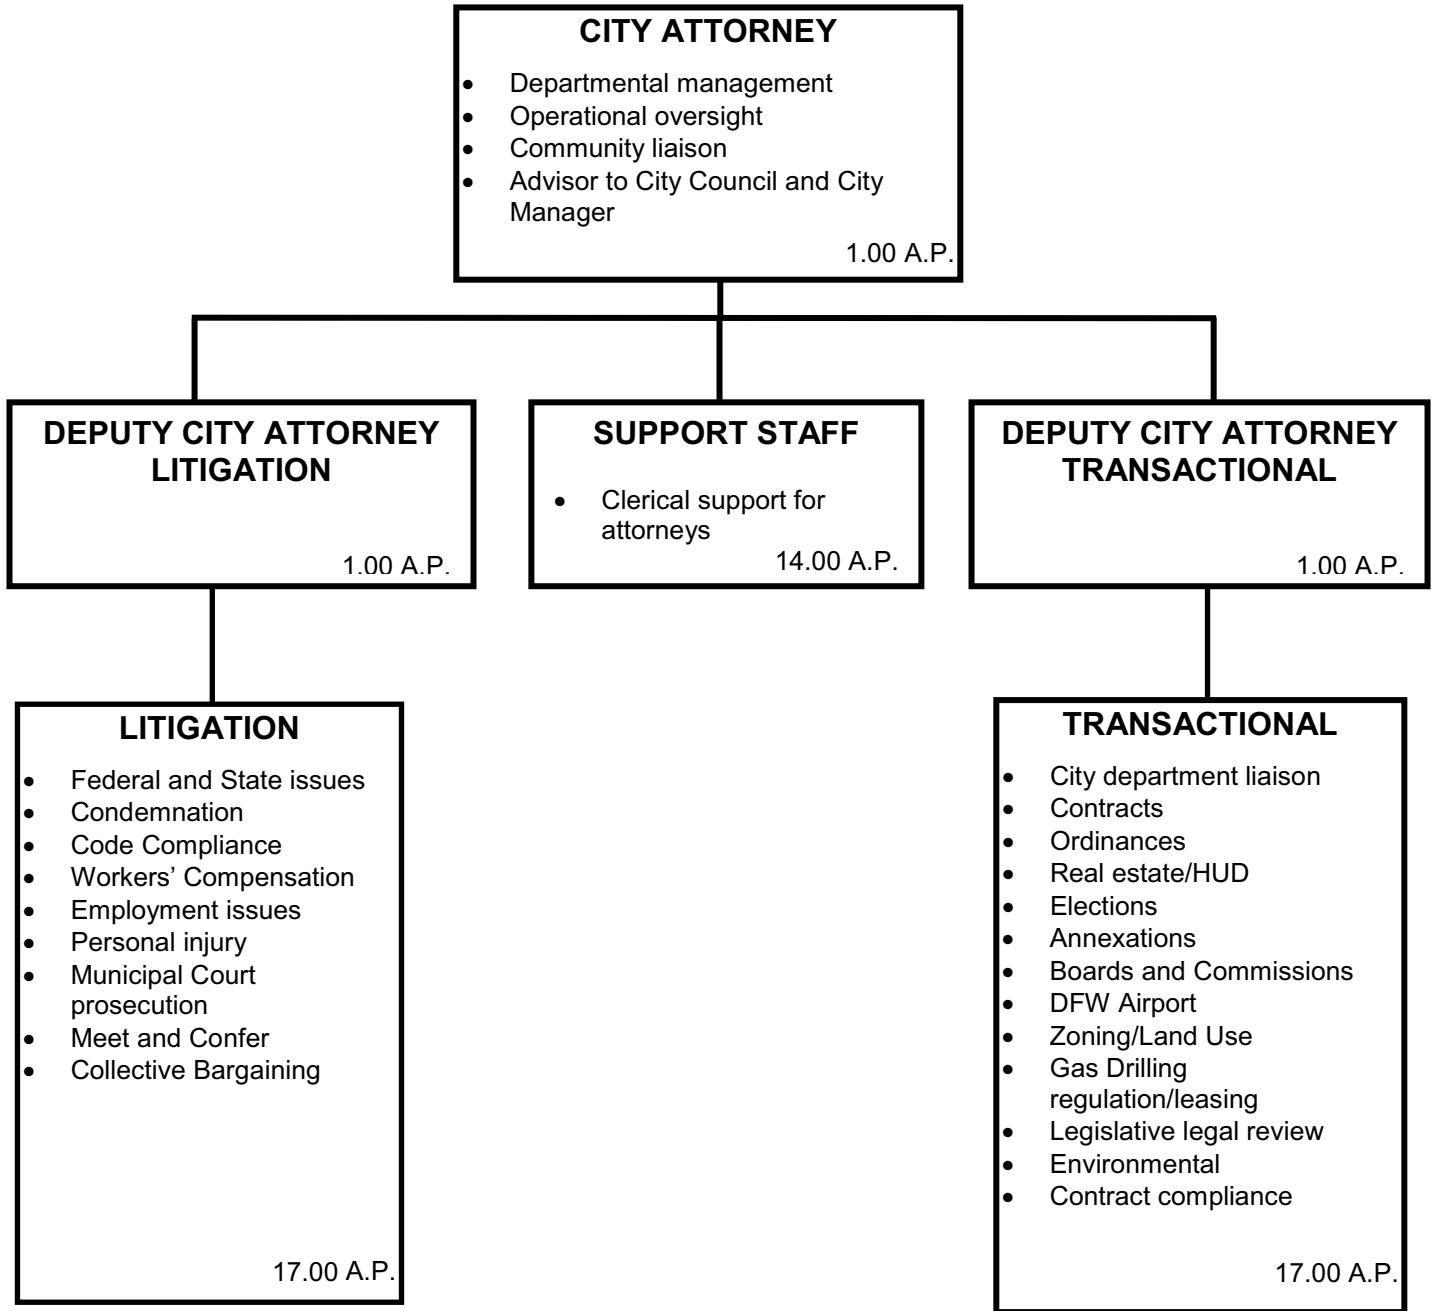 CITY ATTORNEY
• Departmental management
• Operational oversight
• Community liaison
• Advisor to City Council and City
Manager
1.00 A.P.
DEPUTY CITY ATTORNEY
LITIGATION
1.00 A.P.
SUPPORT STAFF
• Clerical support for
attorneys
14.00 A.P.
DEPUTY CITY ATTORNEY
TRANSACTIONAL
1.00 A.P.
LITIGATION
• Federal and State issues
• Condemnation
• Code Compliance
• Workers’ Compensation
• Employment issues
• Personal injury
• Municipal Court
prosecution
• Meet and Confer
• Collective Bargaining
17.00 A.P.
TRANSACTIONAL
• City department liaison
• Contracts
• Ordinances
• Real estate/HUD
• Elections
• Annexations
• Boards and Commissions
• DFW Airport
• Zoning/Land Use
• Gas Drilling
regulation/leasing
• Legislative legal review
• Environmental
• Contract compliance
17.00 A.P.